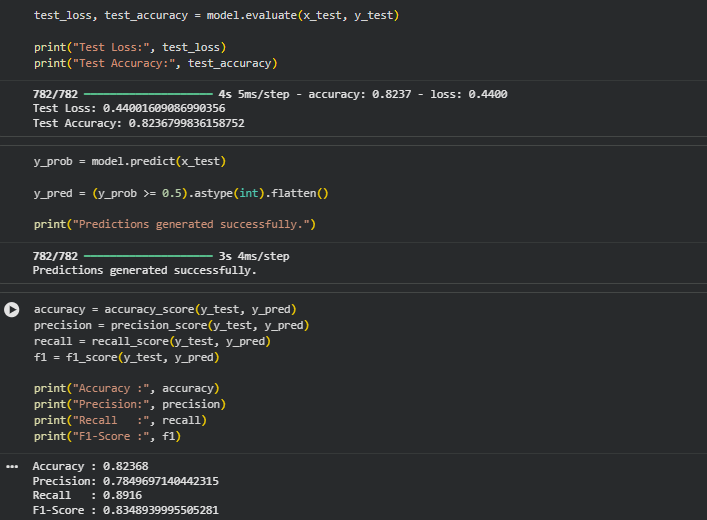 test_loss, test_accuracy = model.evaluate(x_test, y_test)
print("Test Loss:", test_loss)
print("Test Accuracy:", test_accuracy)
782/782 ━━━━━━━━━━━━━━━━━━━━ 4s 5ms/step - accuracy: 0.8237 - loss: 0.4400
Test Loss: 0.44001609086990356
Test Accuracy: 0.8236799836158752
y_prob = model.predict(x_test)
y_pred = (y_prob >= 0.5).astype(int).flatten()
print("Predictions generated successfully.")
782/782 ━━━━━━━━━━━━━━━━━━━━ 3s 4ms/step
Predictions generated successfully.
accuracy = accuracy_score(y_test, y_pred)
precision = precision_score(y_test, y_pred)
recall = recall_score(y_test, y_pred)
f1 = f1_score(y_test, y_pred)
print("Accuracy :", accuracy)
print("Precision:", precision)
print("Recall   :", recall)
print("F1-Score :", f1)
Accuracy : 0.82368
Precision: 0.7849697140442315
Recall   : 0.8916
F1-Score : 0.8348939995505281